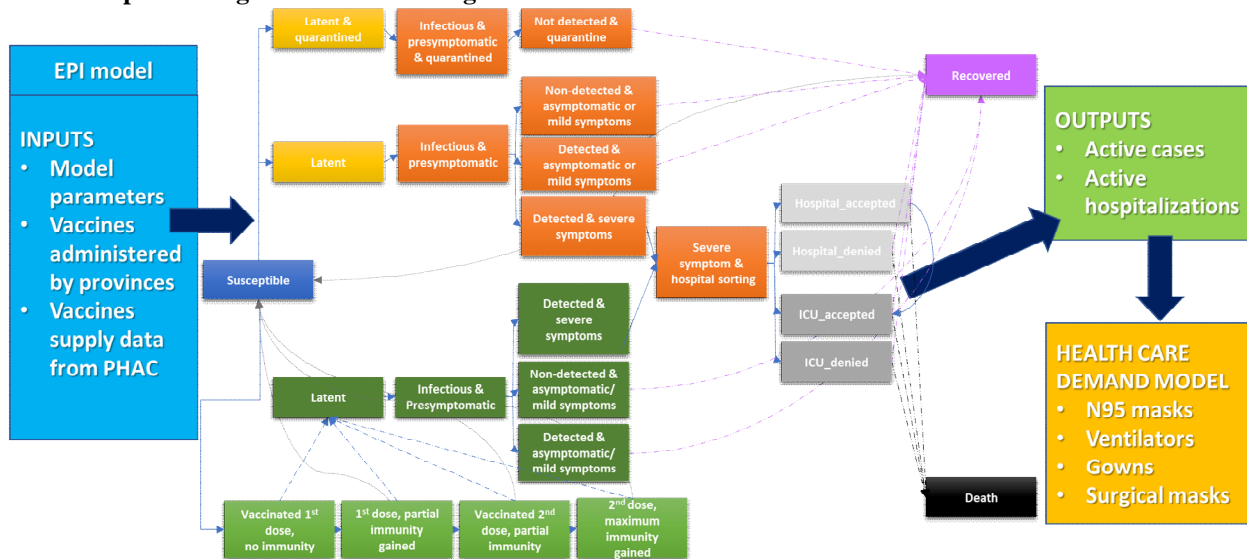 EPI model
INPUTS
• Model
parameters
• Vaccines
administered
by provinces
• Vaccines
supply data
from PHAC
Latent &
quarantined
Infectious &
presymptomatic
& quarantined
Not detected &
quarantine
Non-detected &
asymptomatic or
mild symptoms
Latent
Infectious &
presymptomatic
Detected &
asymptomatic or
mild symptoms
Detected & severe
symptoms
Susceptible
Severe
symptom &
hospital sorting
Hospital_accepted
Hospital_denied
ICU_accepted
ICU_denied
Recovered
Death
Detected &
severe
symptoms
Latent
Infectious &
Presymptomatic
Non-detected &
asymptomatic/
mild symptoms
Detected &
asymptomatic/
mild symptoms
Vaccinated 1st
dose,
no immunity
1st dose, partial
immunity
gained
Vaccinated 2nd
dose, partial
immunity
2nd dose,
maximum
immunity
gained
OUTPUTS
• Active cases
• Active
hospitalizations
HEALTH CARE
DEMAND MODEL
• N95 masks
• Ventilators
• Gowns
• Surgical masks